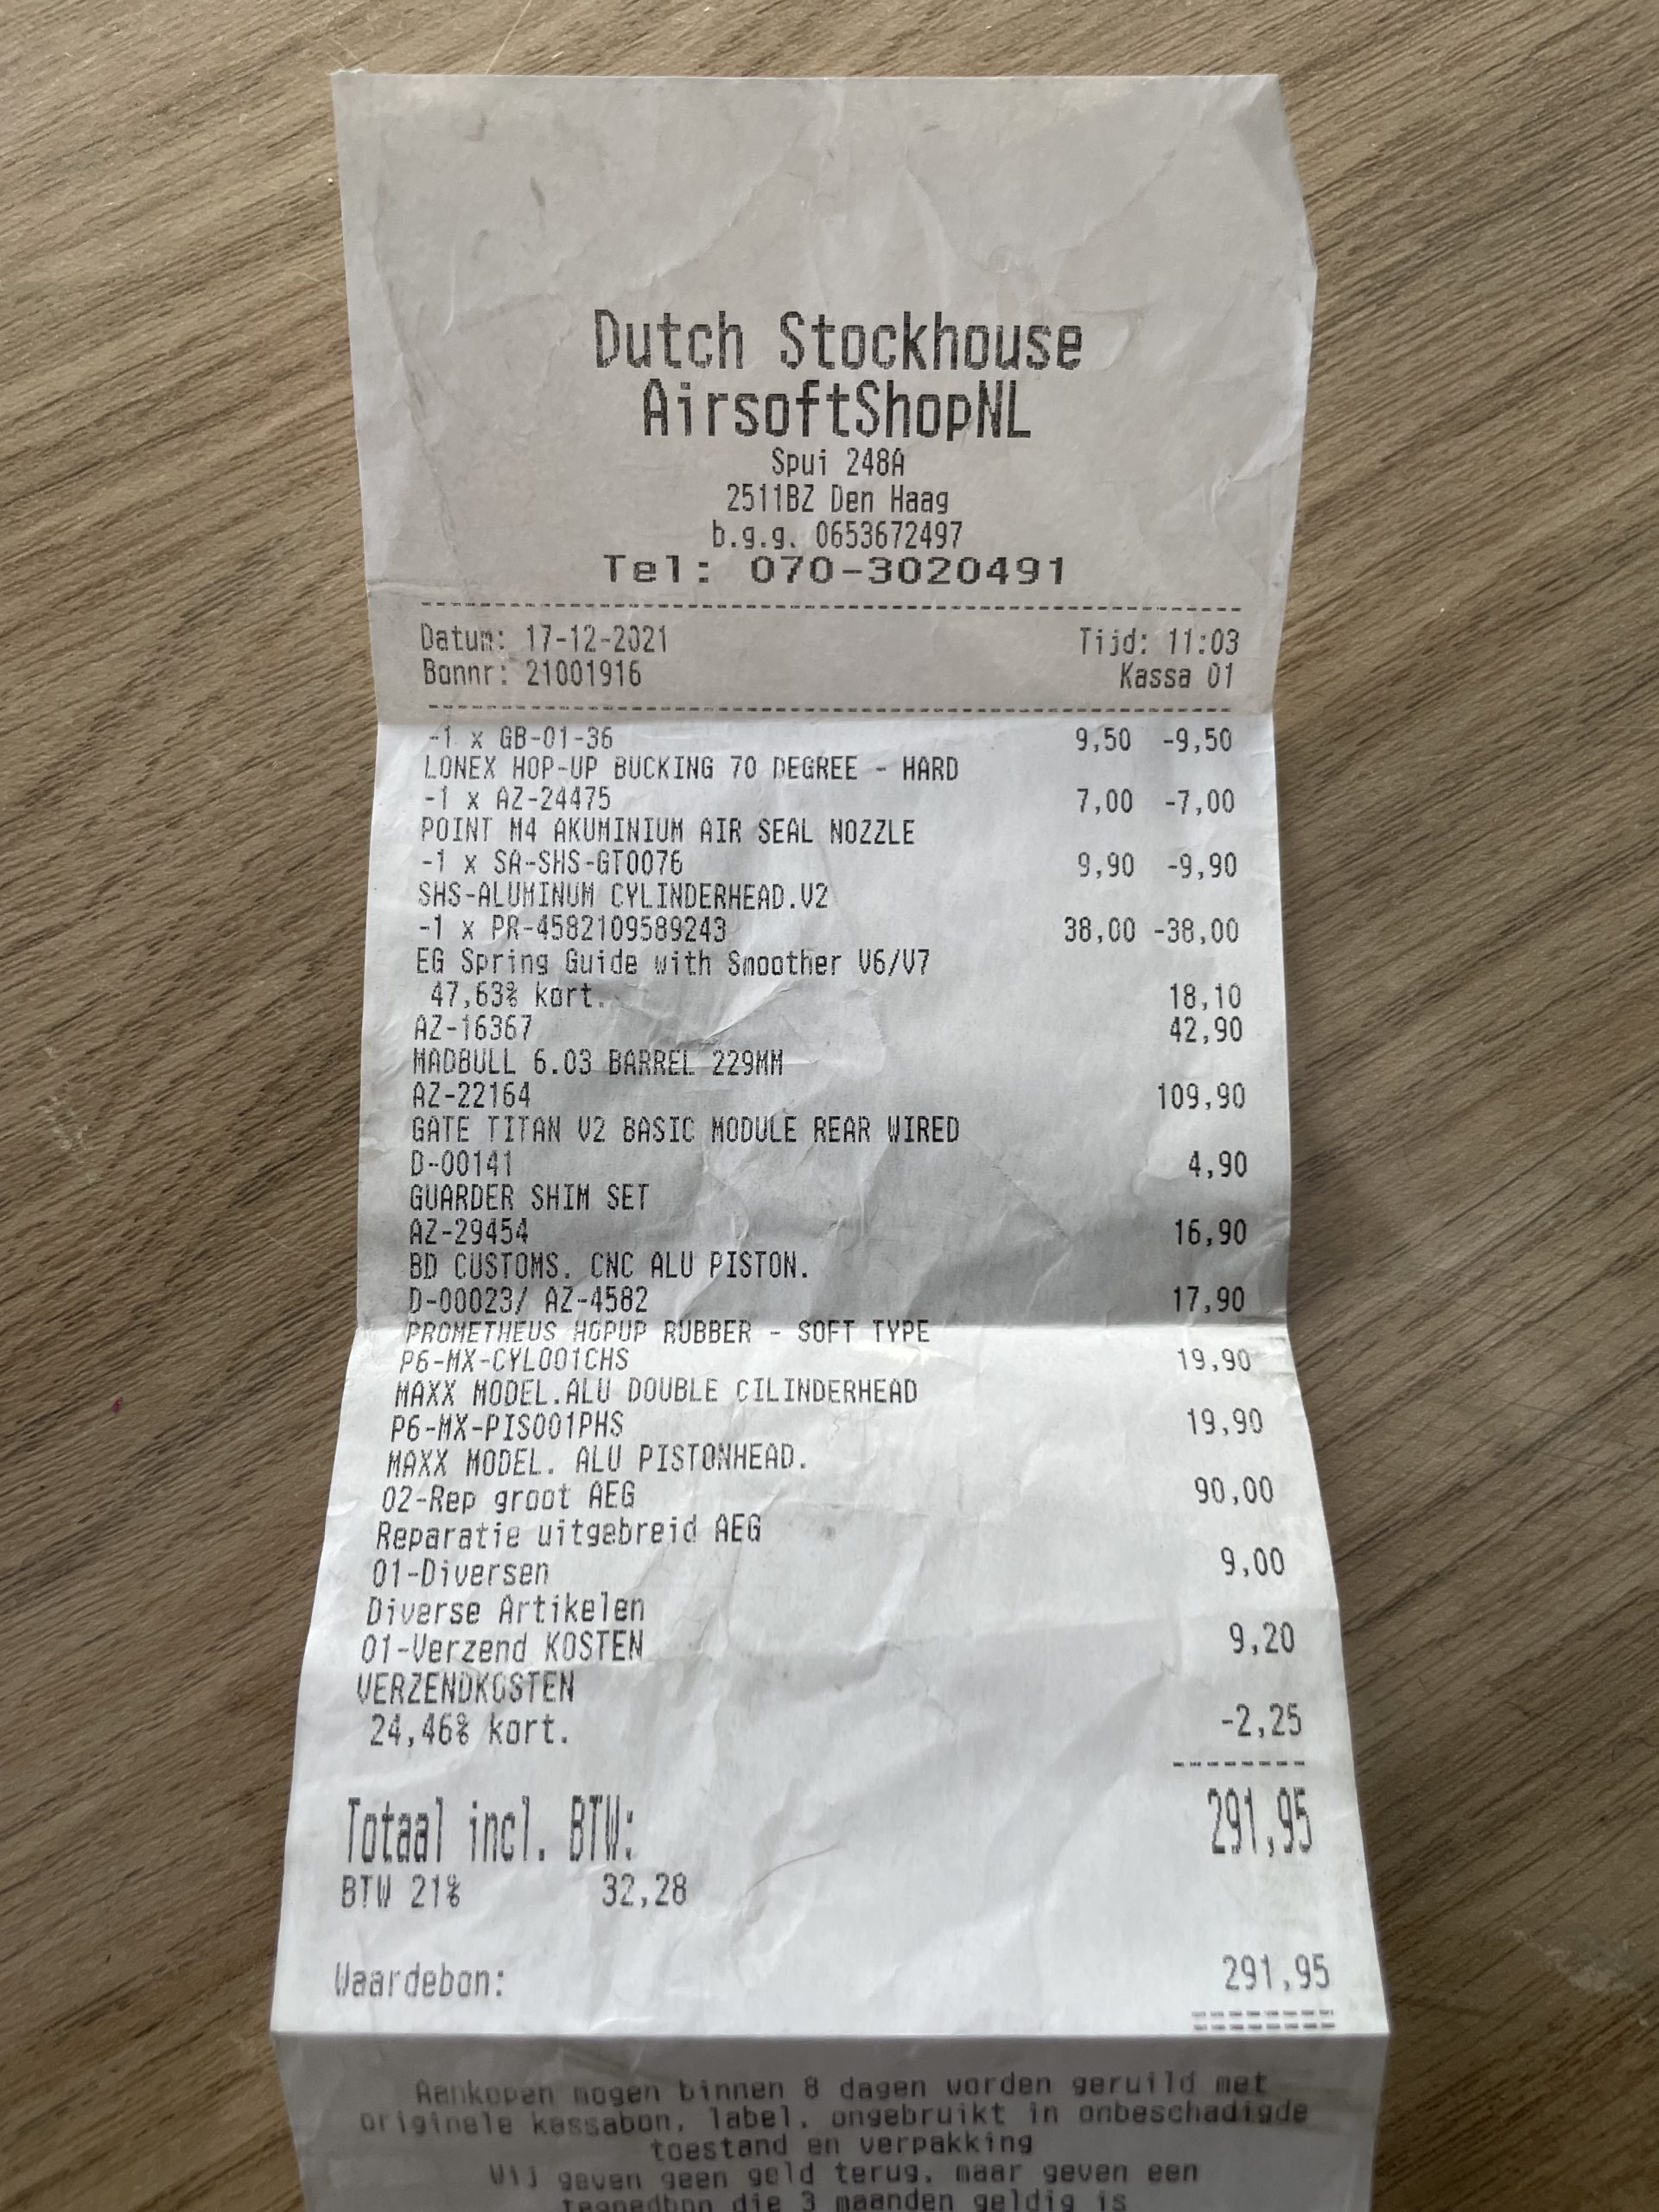 Dutch Stockhouse
AirsoftShopNL
Spui 248A
2511BZ Den Haag
b.g.g. 0653672497
Tel: 070-3020491
Datum: 17-12-2021 Tijd: 11:03
Bonnr: 21001916 Kassa 01
-1 x GB-01-36 9,50 -9,50
LONEX HOP-UP BUCKING 70 DEGREE - HARD
-1 x AZ-24475 7,00 -7,00
POINT M4 AKUMINIUM AIR SEAL NOZZLE
-1 x SA-SHS-GT0076 9,90 -9,90
SHS-ALUMINUM CYLINDERHEAD.V2
-1 x PR-4582109589243 38,00 -38,00
EG Spring Guide with Smoother V6/V7
47,63% kort. 18,10
AZ-16367 42,90
MADBULL 6.03 BARREL 229MM
AZ-22164 109,90
GATE TITAN V2 BASIC MODULE REAR WIRED
D-00141 4,90
GUARDER SHIM SET
AZ-29454 16,90
BD CUSTOMS. CNC ALU PISTON.
D-00023/ AZ-4582 17,90
PROMETHEUS HOPUP RUBBER - SOFT TYPE
P6-MX-CYL001CHS 19,90
MAXX MODEL.ALU DOUBLE CILINDERHEAD
P6-MX-PIS001PHS 19,90
MAXX MODEL. ALU PISTONHEAD.
02-Rep groot AEG 90,00
Reparatie uitgebreid AEG
01-Diversen 9,00
Diverse Artikelen
01-Verzend KOSTEN 9,20
VERZENDKOSTEN
24,46% kort. -2,25
Totaal incl. BTW: 291,95
BTW 21% 32,28
Waardebon: 291,95
Aankopen mogen binnen 8 dagen worden geruild met
originele kassabon, label, ongebruikt in onbeschadigde
toestand en verpakking
Wij geven geen geld terug, maar geven een
tegoedbon die 3 maanden geldig is